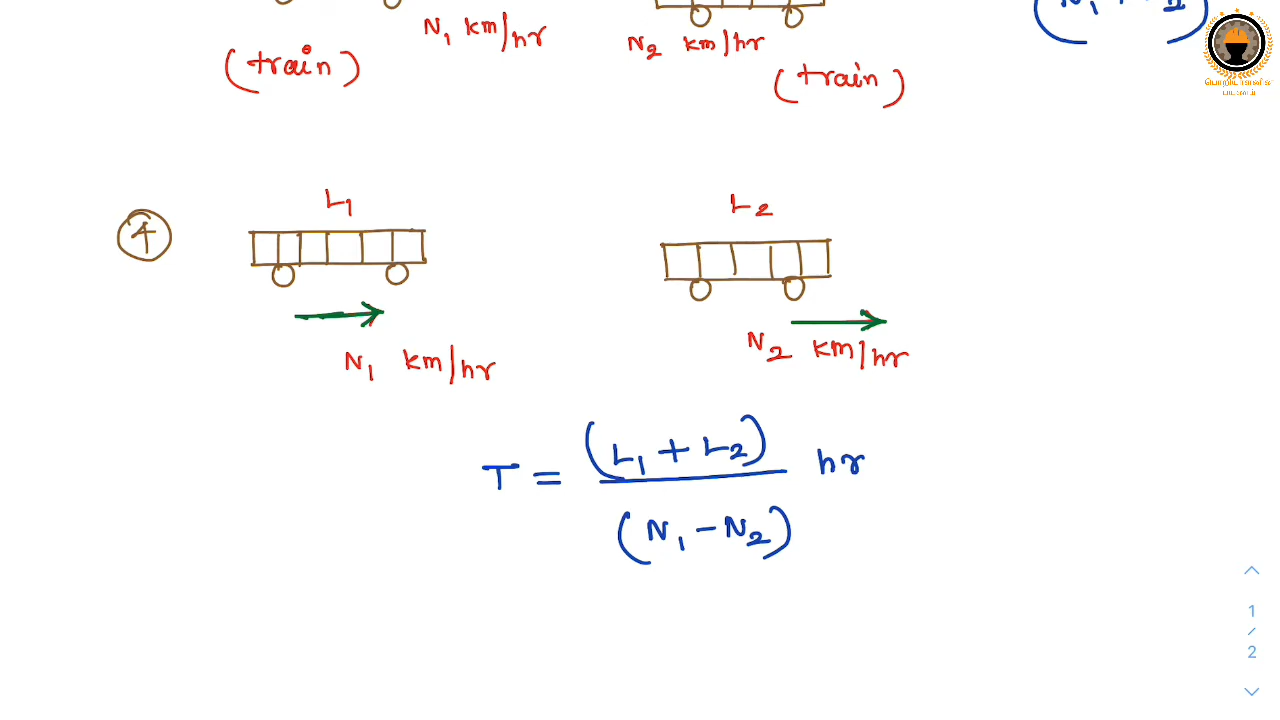 N₁ km/hr
N₂ km/hr
(train)
(train)
4
L₁
L₂
N₁ km/hr
N₂ km/hr
T = (L₁ + L₂) / (N₁ - N₂) hr
1
/
2